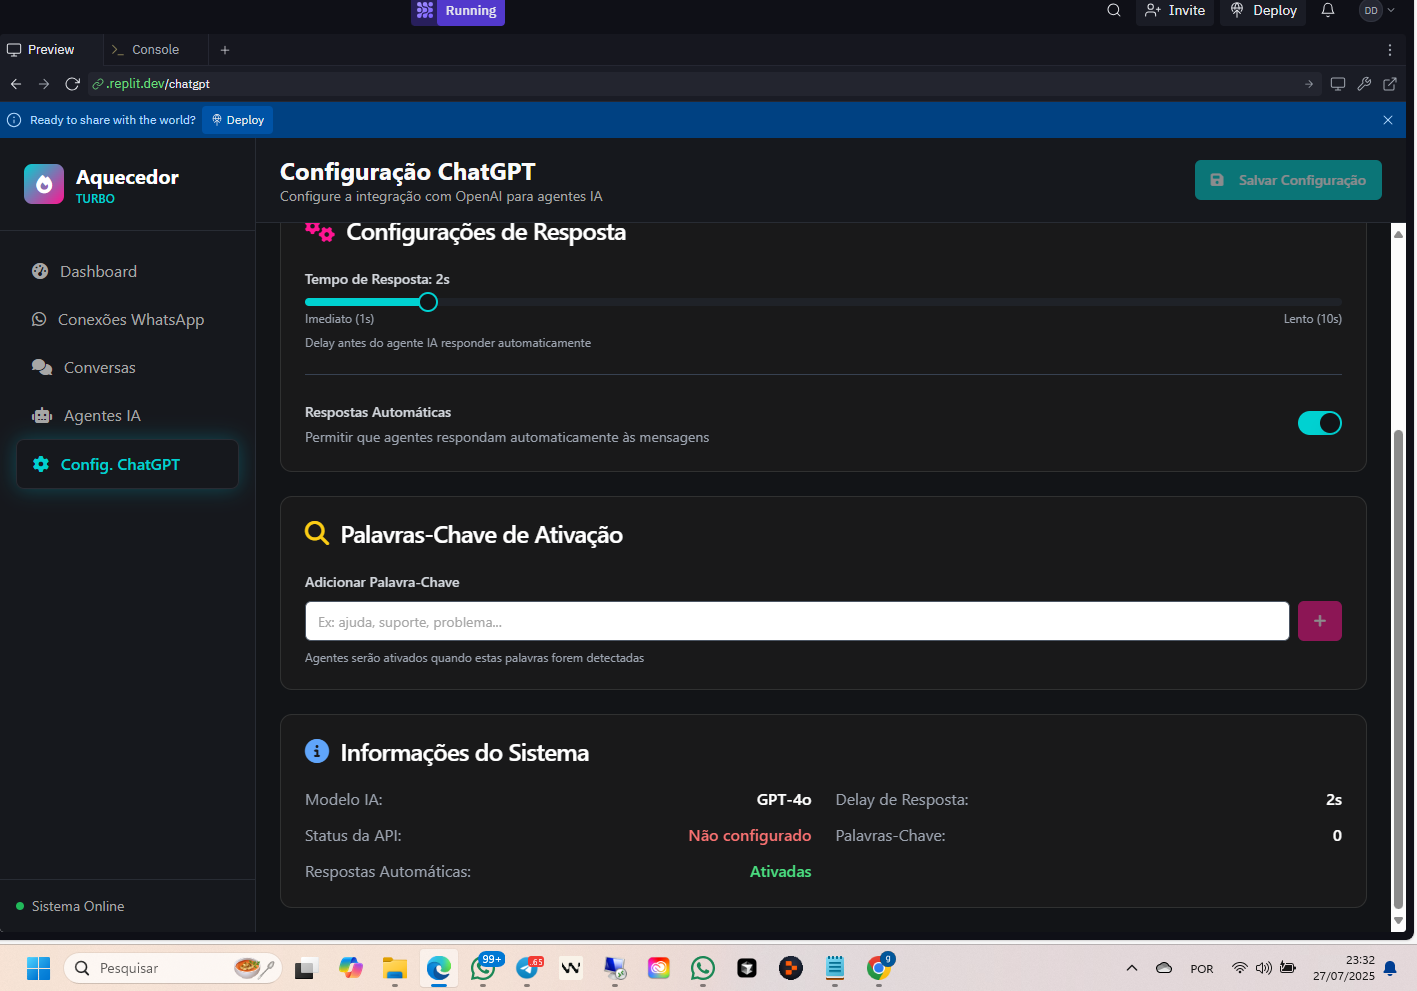 Running
Invite
Deploy
DD
Preview
Console
.replit.dev/chatgpt
Ready to share with the world?
Deploy
Aquecedor
TURBO
Configuração ChatGPT
Configure a integração com OpenAI para agentes IA
Salvar Configuração
Dashboard
Conexões WhatsApp
Conversas
Agentes IA
Config. ChatGPT
Configurações de Resposta
Tempo de Resposta: 2s
Imediato (1s)
Lento (10s)
Delay antes do agente IA responder automaticamente
Respostas Automáticas
Permitir que agentes respondam automaticamente às mensagens
Palavras-Chave de Ativação
Adicionar Palavra-Chave
Ex: ajuda, suporte, problema...
+
Agentes serão ativados quando estas palavras forem detectadas
Informações do Sistema
Modelo IA: GPT-4o
Delay de Resposta: 2s
Status da API: Não configurado
Palavras-Chave: 0
Respostas Automáticas: Ativadas
Sistema Online
Pesquisar
99+
65
9
POR
23:32
27/07/2025